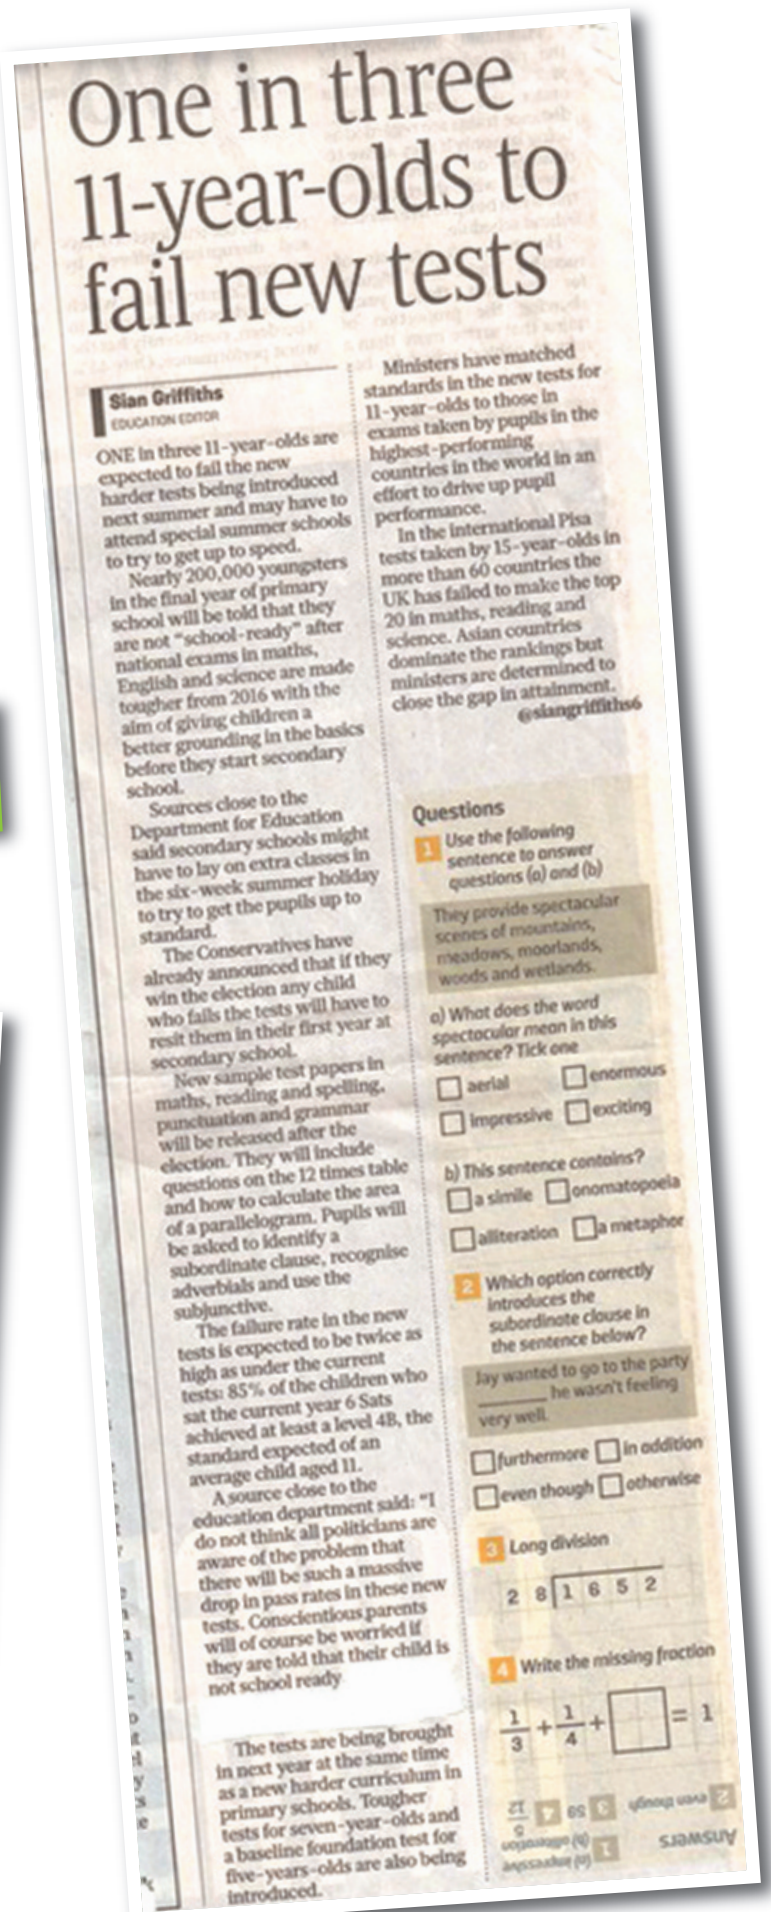 One in three
11-year-olds to
fail new tests
Sian Griffiths
EDUCATION EDITOR
ONE in three 11-year-olds are
expected to fail the new
harder tests being introduced
next summer and may have to
attend special summer schools
to try to get up to speed.
Nearly 200,000 youngsters
in the final year of primary
school will be told that they
are not "school-ready" after
national exams in maths,
English and science are made
tougher from 2016 with the
aim of giving children a
better grounding in the basics
before they start secondary
school.
Sources close to the
Department for Education
said secondary schools might
have to lay on extra classes in
the six-week summer holiday
to try to get the pupils up to
standard.
The Conservatives have
already announced that if they
win the election any child
who fails the tests will have to
resit them in their first year at
secondary school.
New sample test papers in
maths, reading and spelling,
punctuation and grammar
will be released after the
election. They will include
questions on the 12 times table
and how to calculate the area
of a parallelogram. Pupils will
be asked to identify a
subordinate clause, recognise
adverbials and use the
subjunctive.
The failure rate in the new
tests is expected to be twice as
high as under the current
tests: 85% of the children who
sat the current year 6 Sats
achieved at least a level 4B, the
standard expected of an
average child aged 11.
A source close to the
education department said: "I
do not think all politicians are
aware of the problem that
there will be such a massive
drop in pass rates in these new
tests. Conscientious parents
will of course be worried if
they are told that their child is
not school ready
The tests are being brought
in next year at the same time
as a new harder curriculum in
primary schools. Tougher
tests for seven-year-olds and
a baseline foundation test for
five-years-olds are also being
introduced.
Ministers have matched
standards in the new tests for
11-year-olds to those in
exams taken by pupils in the
highest-performing
countries in the world in an
effort to drive up pupil
performance.
In the international Pisa
tests taken by 15-year-olds in
more than 60 countries the
UK has failed to make the top
20 in maths, reading and
science. Asian countries
dominate the rankings but
ministers are determined to
close the gap in attainment.
@siangriffiths6
Questions
1 Use the following
sentence to answer
questions (a) and (b)
They provide spectacular
scenes of mountains,
meadows, moorlands,
woods and wetlands.
a) What does the word
spectacular mean in this
sentence? Tick one
aerial enormous
impressive exciting
b) This sentence contains?
a simile onomatopoeia
alliteration a metaphor
2 Which option correctly
introduces the
subordinate clause in
the sentence below?
Jay wanted to go to the party
______ he wasn't feeling
very well.
furthermore in addition
even though otherwise
3 Long division
2 8 1 6 5 2
4 Write the missing fraction
1/3 + 1/4 + = 1
Answers 1 (a) impressive
(b) alliteration
2 even though 3 59 4 5/12